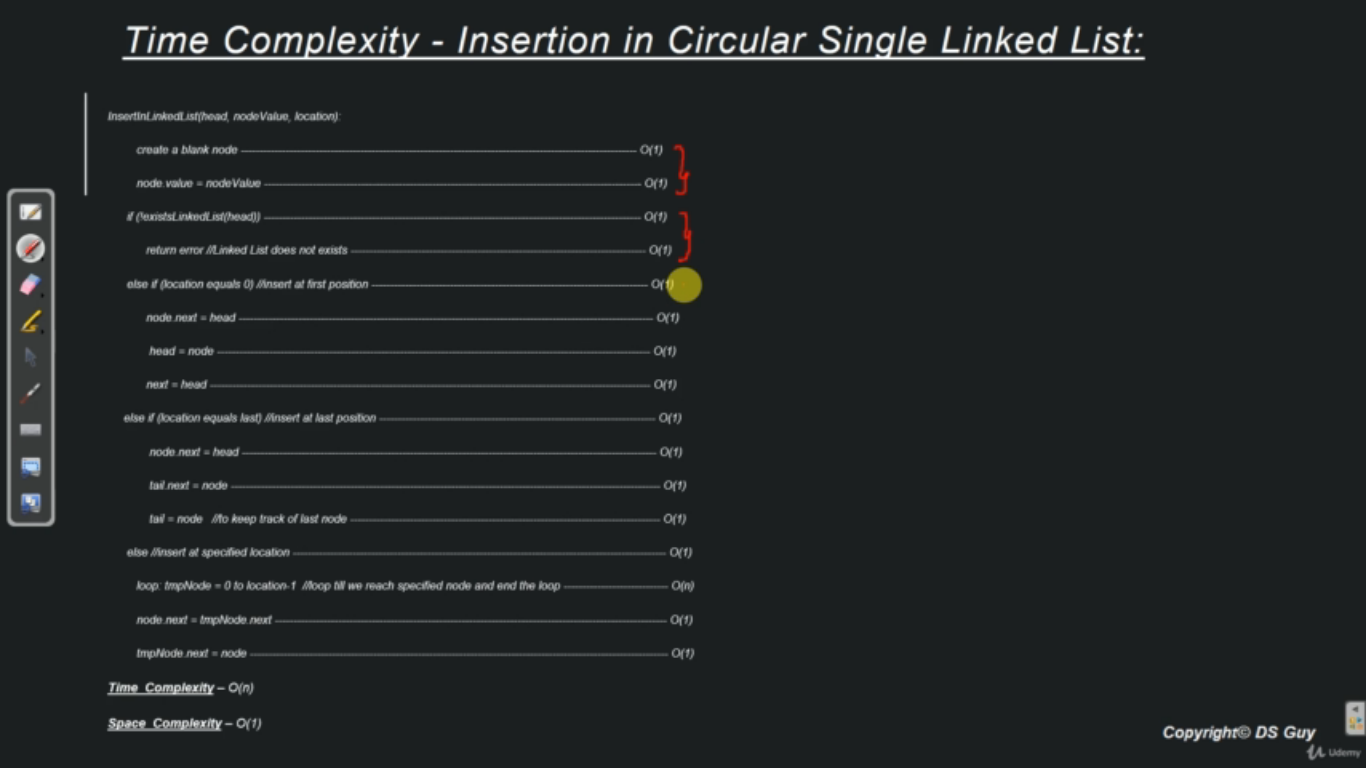 Time Complexity - Insertion in Circular Single Linked List:
InsertInLinkedList(head, nodeValue, location):
create a blank node ---------- O(1)
node.value = nodeValue ---------- O(1)
if (!existsLinkedList(head)) ---------- O(1)
return error //Linked List does not exists ---------- O(1)
else if (location equals 0) //insert at first position ---------- O(1)
node.next = head ---------- O(1)
head = node ---------- O(1)
next = head ---------- O(1)
else if (location equals last) //insert at last position ---------- O(1)
node.next = head ---------- O(1)
tail.next = node ---------- O(1)
tail = node //to keep track of last node ---------- O(1)
else //insert at specified location ---------- O(1)
loop: tmpNode = 0 to location-1 //loop till we reach specified node and end the loop ---------- O(n)
node.next = tmpNode.next ---------- O(1)
tmpNode.next = node ---------- O(1)
Time Complexity – O(n)
Space Complexity – O(1)
Copyright© DS Guy
Udemy